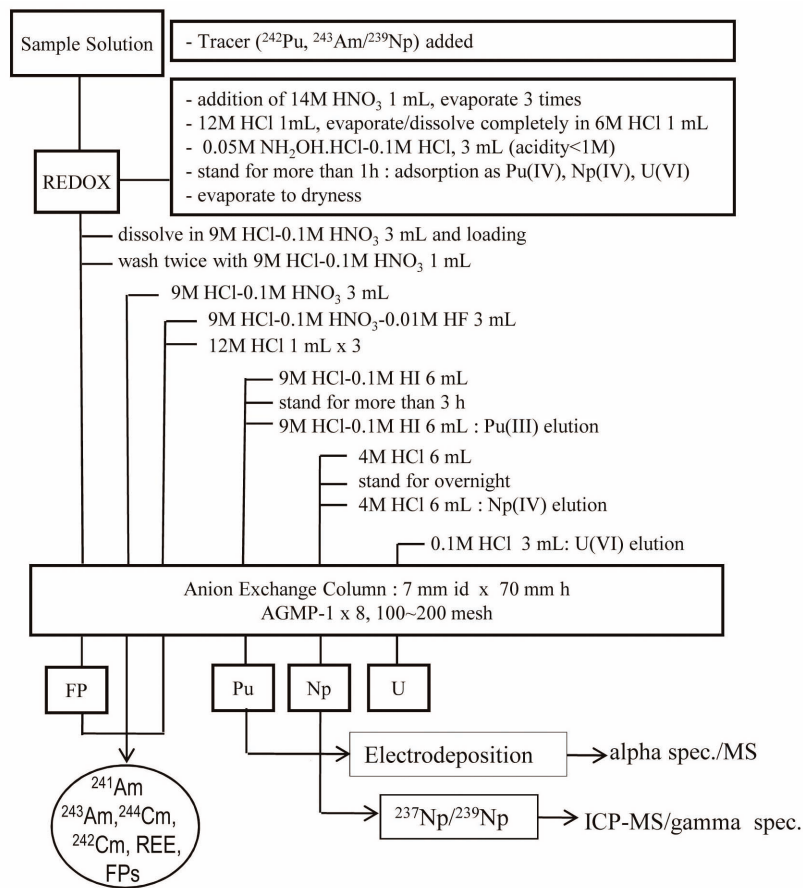 Sample Solution
- Tracer (²⁴²Pu, ²⁴³Am/²³⁹Np) added
- addition of 14M HNO₃ 1 mL, evaporate 3 times
- 12M HCl 1mL, evaporate/dissolve completely in 6M HCl 1 mL
- 0.05M NH₂OH.HCl-0.1M HCl, 3 mL (acidity<1M)
- stand for more than 1h : adsorption as Pu(IV), Np(IV), U(VI)
- evaporate to dryness
REDOX
dissolve in 9M HCl-0.1M HNO₃ 3 mL and loading
wash twice with 9M HCl-0.1M HNO₃ 1 mL
9M HCl-0.1M HNO₃ 3 mL
9M HCl-0.1M HNO₃-0.01M HF 3 mL
12M HCl 1 mL x 3
9M HCl-0.1M HI 6 mL
stand for more than 3 h
9M HCl-0.1M HI 6 mL : Pu(III) elution
4M HCl 6 mL
stand for overnight
4M HCl 6 mL : Np(IV) elution
0.1M HCl 3 mL: U(VI) elution
Anion Exchange Column : 7 mm id x 70 mm h
AGMP-1 x 8, 100~200 mesh
FP
Pu
Np
U
Electrodeposition
alpha spec./MS
²³⁷Np/²³⁹Np
ICP-MS/gamma spec.
²⁴¹Am
²⁴³Am,²⁴⁴Cm,
²⁴²Cm, REE,
FPs